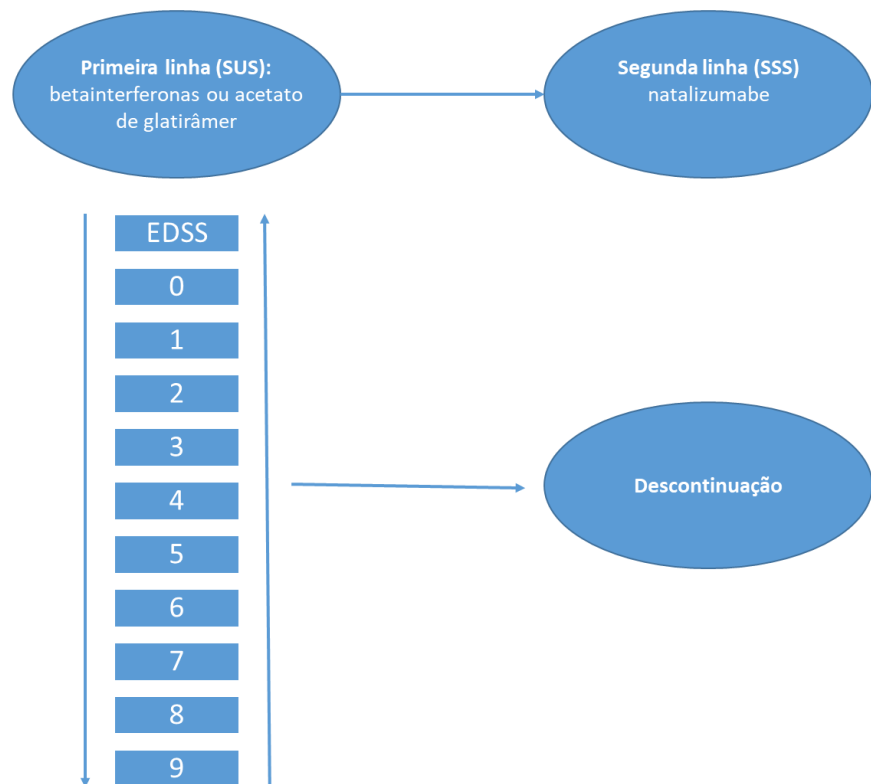 Primeira linha (SUS):
betainterferonas ou acetato
de glatirâmer
Segunda linha (SSS)
natalizumabe
EDSS
0
1
2
3
4
5
6
7
8
9
Descontinuação